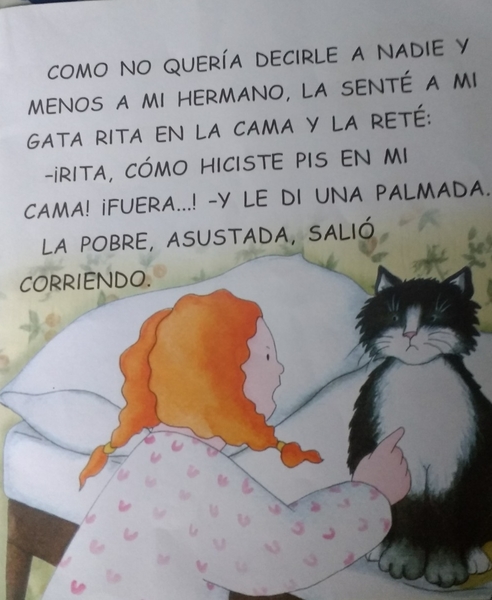 COMO NO QUERÍA DECIRLE A NADIE Y
MENOS A MI HERMANO, LA SENTÉ A MI
GATA RITA EN LA CAMA Y LA RETÉ:
-¡RITA, CÓMO HICISTE PIS EN MI
CAMA! ¡FUERA...! -Y LE DI UNA PALMADA.
LA POBRE, ASUSTADA, SALIÓ
CORRIENDO.